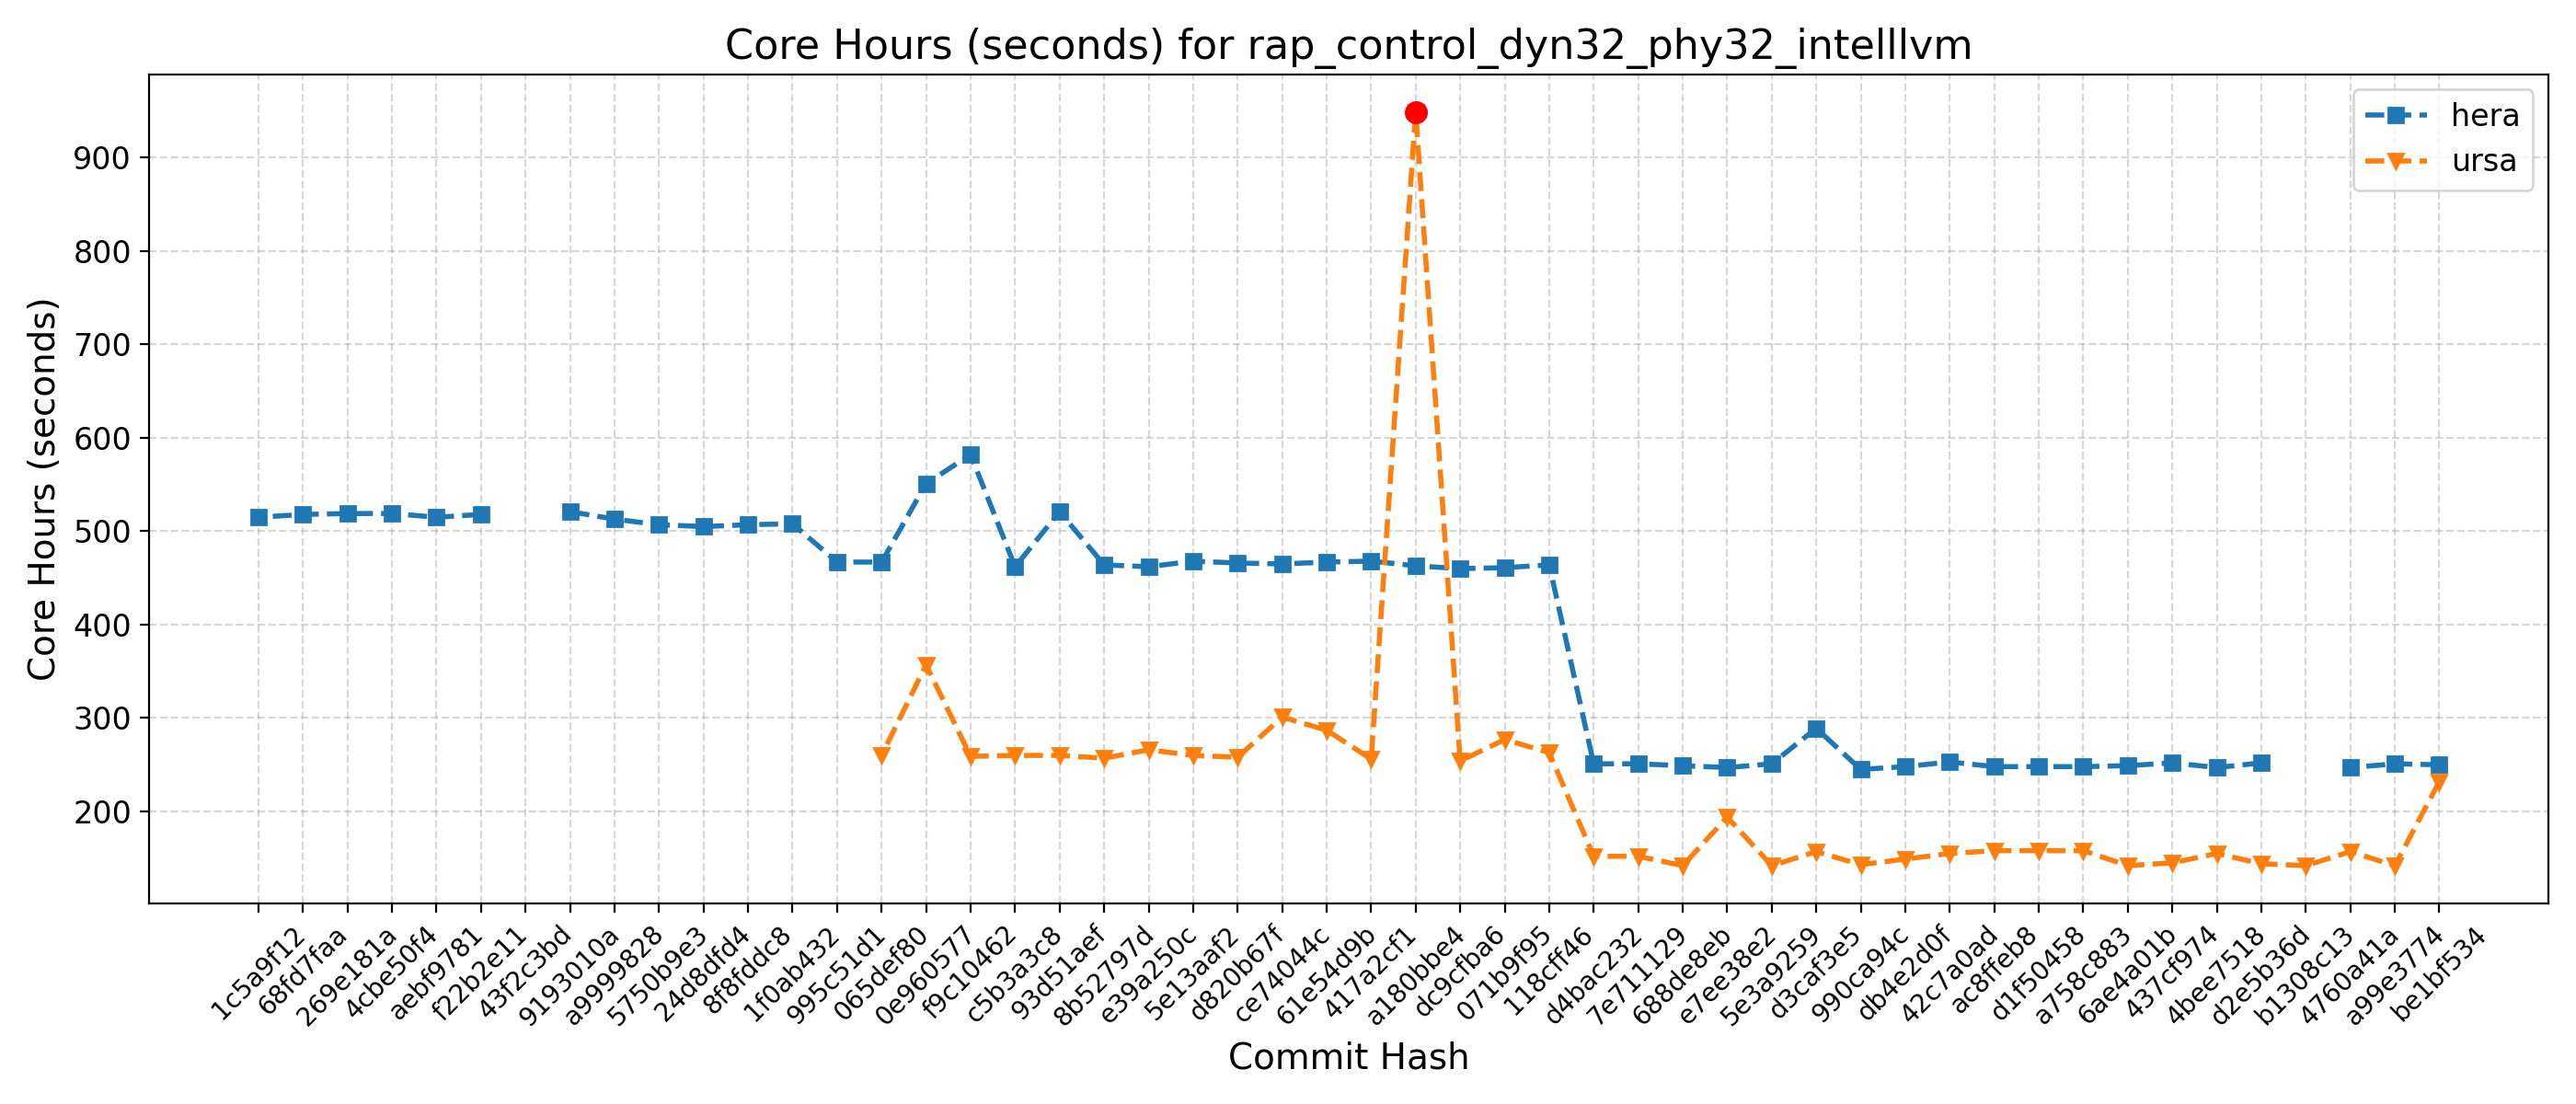 Core Hours (seconds) for rap_control_dyn32_phy32_intelllvm
hera
ursa
Core Hours (seconds)
900
800
700
600
500
400
300
200
1c5a9f12
68fd7faa
269e181a
4cbe50f4
aebf9781
f22b2e11
43f2c3bd
9193010a
a9999828
5750b9e3
24d8dfd4
8f8fddc8
1f0ab432
995c51d1
065def80
0e960577
f9c10462
c5b3a3c8
93d51aef
8b52797d
e39a250c
5e13aaf2
d820b67f
ce74044c
61e54d9b
417a2cf1
a180bbe4
dc9cfba6
071b9f95
118cff46
d4bac232
7e711129
688de8eb
e7ee38e2
5e3a9259
d3caf3e5
990ca94c
db4e2d0f
42c7a0ad
ac8ffeb8
d1f50458
a758c883
6ae4a01b
437cf974
4bee7518
d2e5b36d
b1308c13
4760a41a
a99e3774
be1bf534
Commit Hash